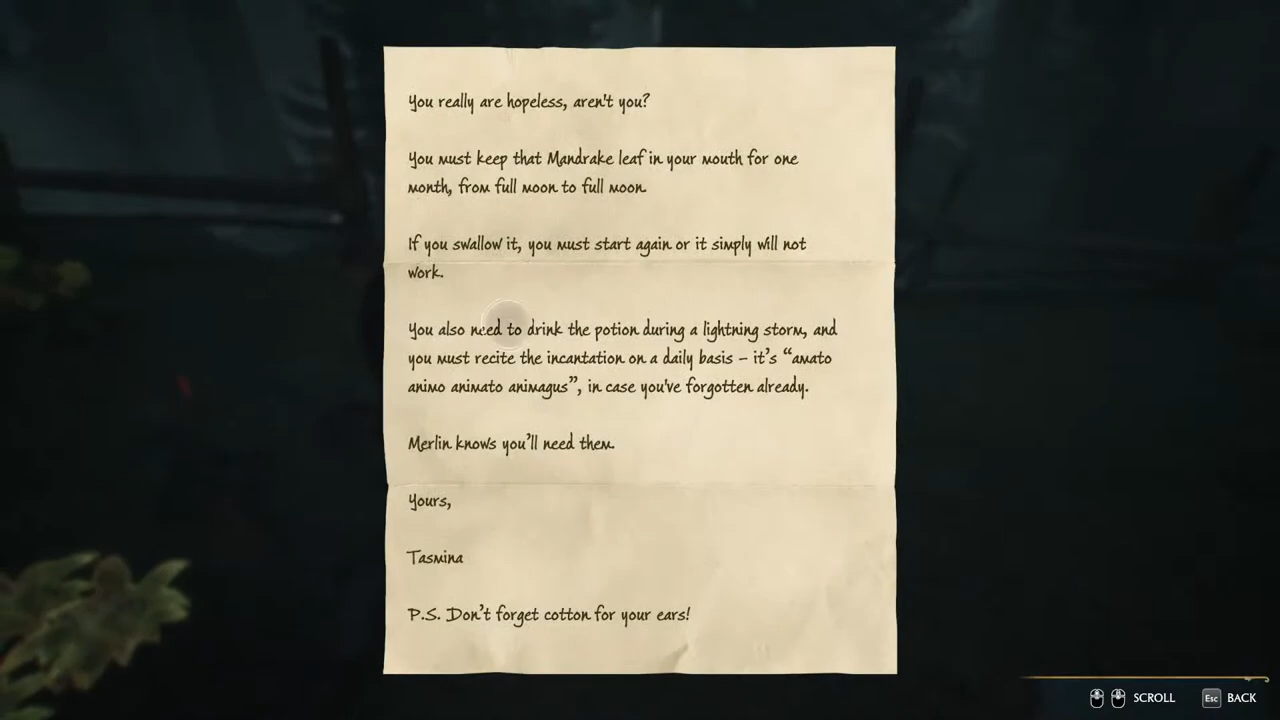 You really are hopeless, aren't you?
You must keep that Mandrake leaf in your mouth for one
month, from full moon to full moon.
If you swallow it, you must start again or it simply will not
work.
You also need to drink the potion during a lightning storm, and
you must recite the incantation on a daily basis – it's “amato
animo animato animagus”, in case you've forgotten already.
Merlin knows you'll need them.
Yours,
Tasmina
P.S. Don't forget cotton for your ears!
SCROLL
Esc BACK